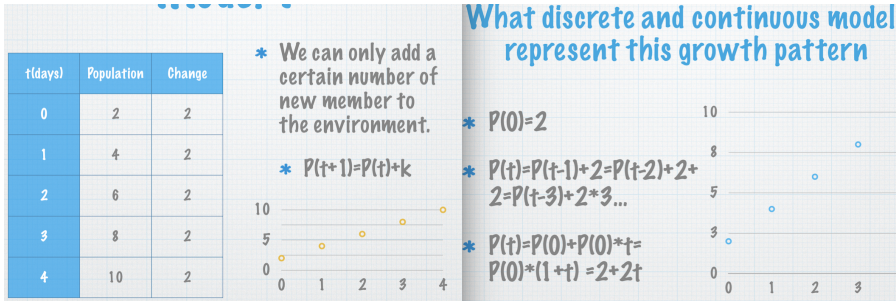 t(days) Population Change
0 2 2
1 4 2
2 6 2
3 8 2
4 10 2
* We can only add a
certain number of
new member to
the environment.
* P(t+1)=P(t)+k
10
5
0
0 1 2 3 4
What discrete and continuous model
represent this growth pattern
* P(0)=2
* P(t)=P(t-1)+2=P(t-2)+2+
2=P(t-3)+2*3...
* P(t)=P(0)+P(0)*t=
P(0)*(1+t) =2+2t
10
8
5
3
0
0 1 2 3